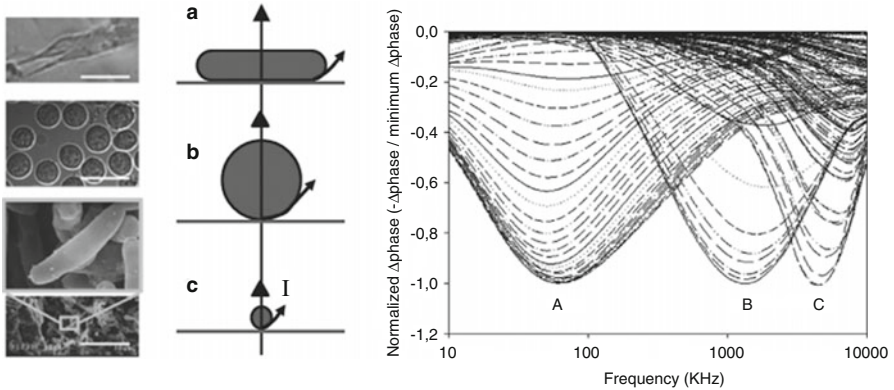 a
b
c
I
Normalized Δphase (-Δphase / minimum Δphase)
0,0
-0,2
-0,4
-0,6
-0,8
-1,0
-1,2
A
B
C
10
100
1000
10000
Frequency (KHz)